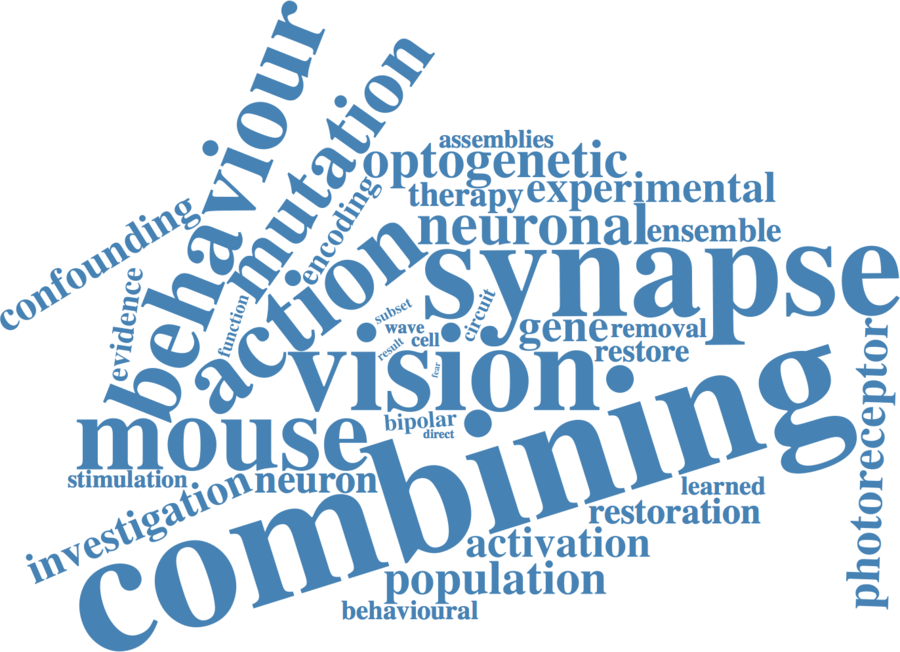 behaviour
mutation
assemblies
optogenetic
therapy
experimental
encoding
confounding
neuronal
ensemble
action
synapse
evidence
function
subset
circuit
wave
cell
gene
removal
result
fear
restore
vision
photoreceptor
combining
mouse
bipolar
direct
stimulation
neuron
investigation
learned
restoration
activation
population
behavioural